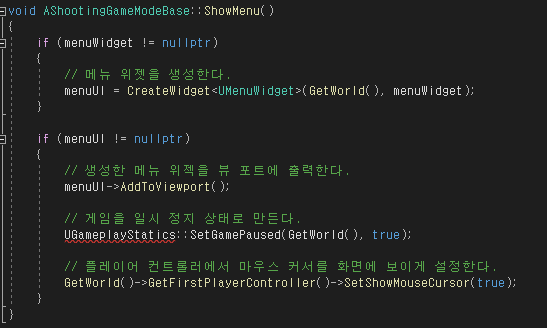 void AShootingGameModeBase::ShowMenu()
{
if (menuWidget != nullptr)
{
// 메뉴 위젯을 생성한다.
menuUI = CreateWidget<UMenuWidget>(GetWorld(), menuWidget);
}
if (menuUI != nullptr)
{
// 생성한 메뉴 위젝을 뷰 포트에 출력한다.
menuUI->AddToViewport();
// 게임을 일시 정지 상태로 만든다.
UGameplayStatics::SetGamePaused(GetWorld(), true);
// 플레이어 컨트롤러에서 마우스 커서를 화면에 보이게 설정한다.
GetWorld()->GetFirstPlayerController()->SetShowMouseCursor(true);
}
}